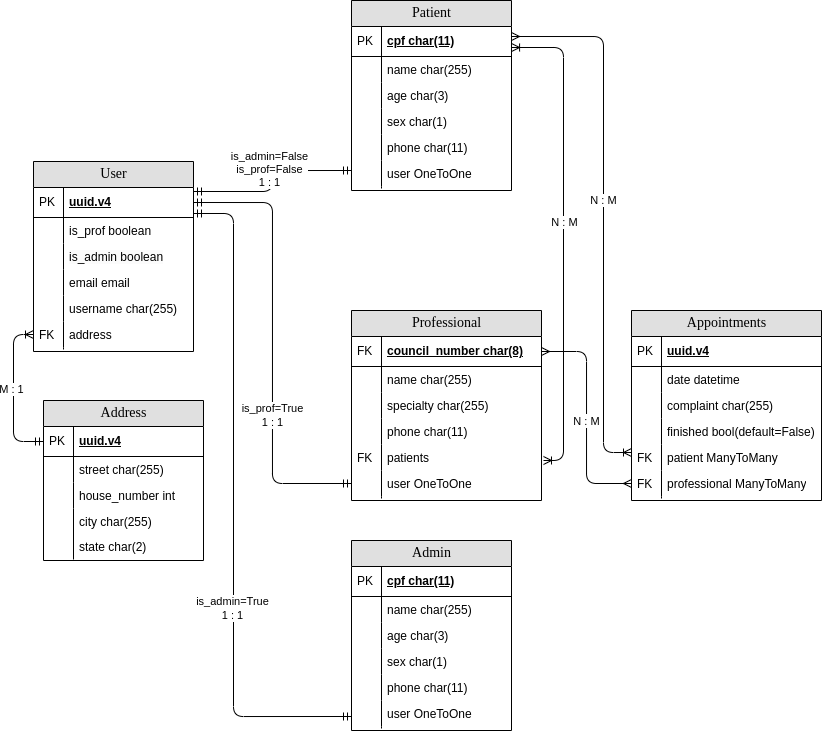 Patient
PK cpf char(11)
name char(255)
age char(3)
sex char(1)
phone char(11)
user OneToOne
is_admin=False
is_prof=False
1 : 1
User
PK uuid.v4
is_prof boolean
is_admin boolean
email email
username char(255)
FK address
N : M
N : M
Professional
FK council_number char(8)
name char(255)
specialty char(255)
phone char(11)
FK patients
user OneToOne
Appointments
PK uuid.v4
date datetime
complaint char(255)
finished bool(default=False)
FK patient ManyToMany
FK professional ManyToMany
M : 1
is_prof=True
1 : 1
N : M
Address
PK uuid.v4
street char(255)
house_number int
city char(255)
state char(2)
Admin
PK cpf char(11)
name char(255)
age char(3)
sex char(1)
phone char(11)
user OneToOne
is_admin=True
1 : 1